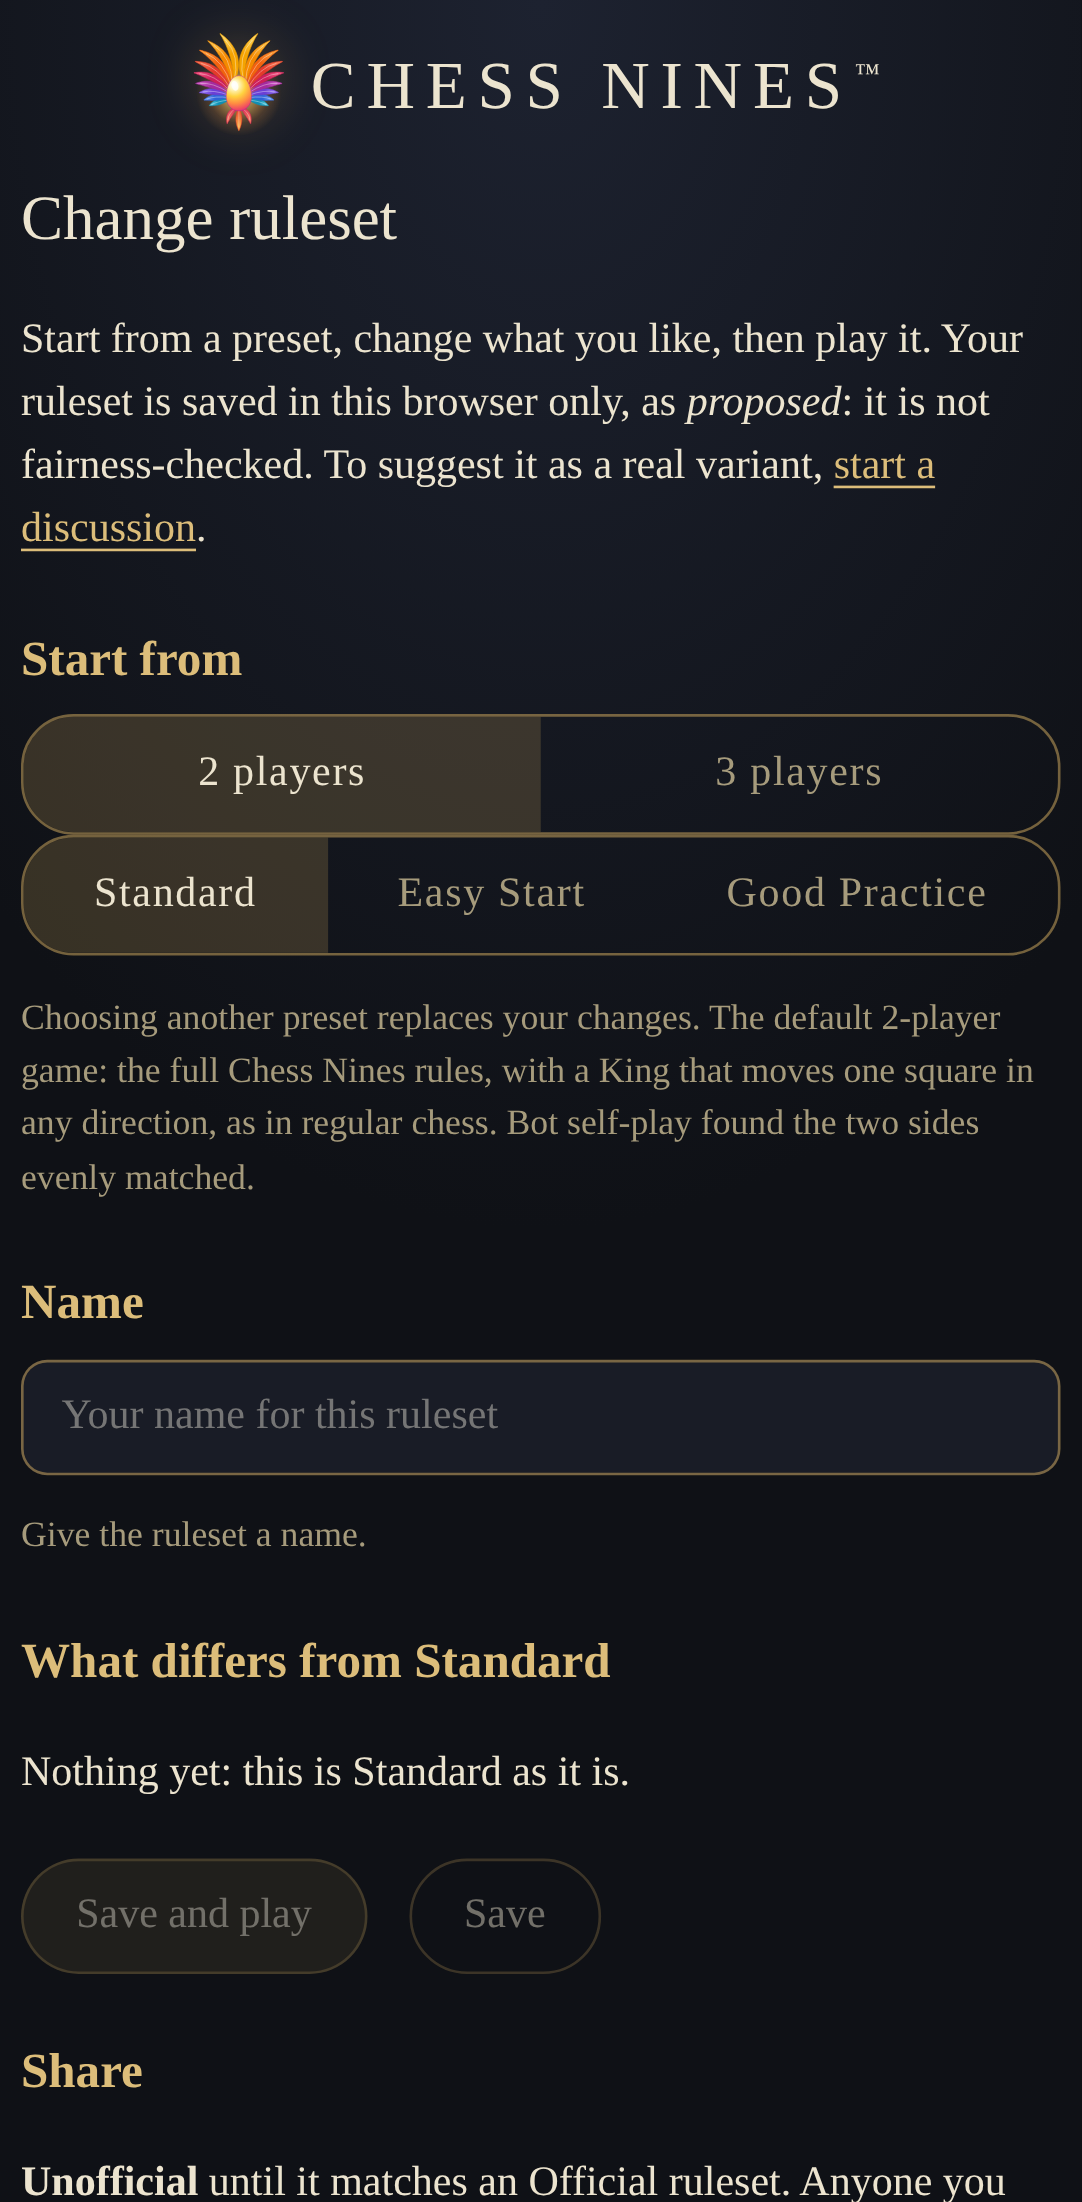 CHESS NINES™
Change ruleset
Start from a preset, change what you like, then play it. Your
ruleset is saved in this browser only, as proposed: it is not
fairness-checked. To suggest it as a real variant, start a
discussion.
Start from
2 players
3 players
Standard
Easy Start
Good Practice
Choosing another preset replaces your changes. The default 2-player
game: the full Chess Nines rules, with a King that moves one square in
any direction, as in regular chess. Bot self-play found the two sides
evenly matched.
Name
Your name for this ruleset
Give the ruleset a name.
What differs from Standard
Nothing yet: this is Standard as it is.
Save and play
Save
Share
Unofficial until it matches an Official ruleset. Anyone you